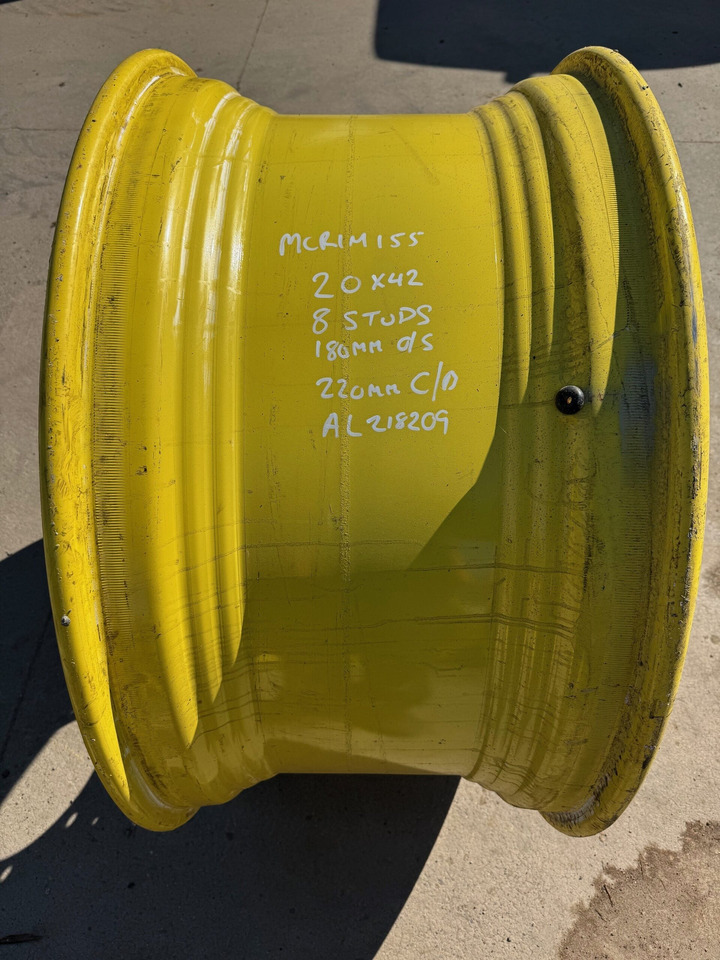 MCRIM155
20X42
8 STUDS
180MM O/S
220MM C/D
AL218209